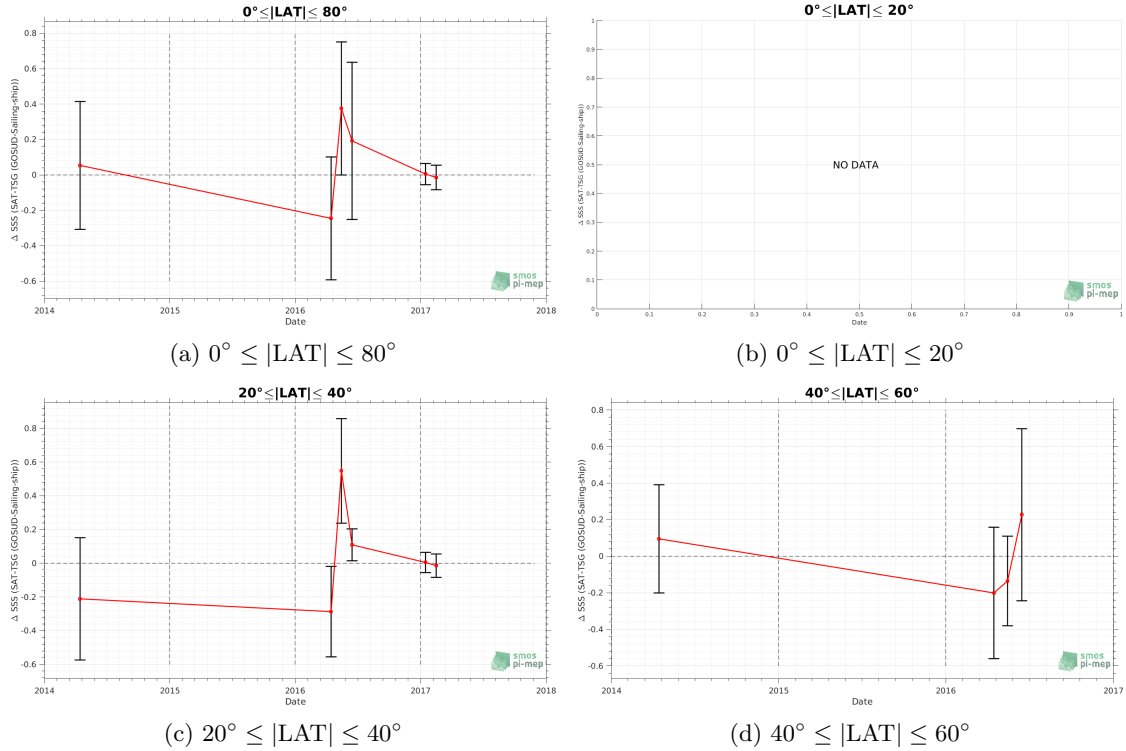 0°≤|LAT|≤ 80°
Δ SSS (SAT-TSG (GOSUD-Sailing-ship))
0.8
0.6
0.4
0.2
0
-0.2
-0.4
-0.6
2014
2015
2016
2017
2018
Date
smos
pi-mep
(a) 0° ≤ |LAT| ≤ 80°
0°≤|LAT|≤ 20°
Δ SSS (SAT-TSG (GOSUD-Sailing-ship))
1
0.9
0.8
0.7
0.6
0.5
0.4
0.3
0.2
0.1
0
NO DATA
0
0.1
0.2
0.3
0.4
0.5
0.6
0.7
0.8
0.9
1
Date
smos
pi-mep
(b) 0° ≤ |LAT| ≤ 20°
20°≤|LAT|≤ 40°
Δ SSS (SAT-TSG (GOSUD-Sailing-ship))
0.8
0.6
0.4
0.2
0
-0.2
-0.4
-0.6
2014
2015
2016
2017
2018
Date
smos
pi-mep
(c) 20° ≤ |LAT| ≤ 40°
40°≤|LAT|≤ 60°
Δ SSS (SAT-TSG (GOSUD-Sailing-ship))
0.8
0.6
0.4
0.2
0
-0.2
-0.4
-0.6
2014
2015
2016
2017
Date
smos
pi-mep
(d) 40° ≤ |LAT| ≤ 60°